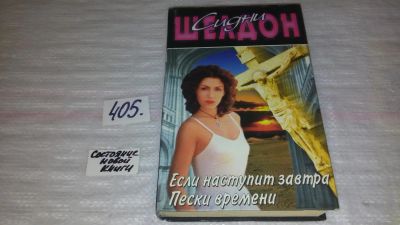 Сидни
ШЕЛДОН
405.
Состояние
новой
книги
Если наступит завтра
Пески времени